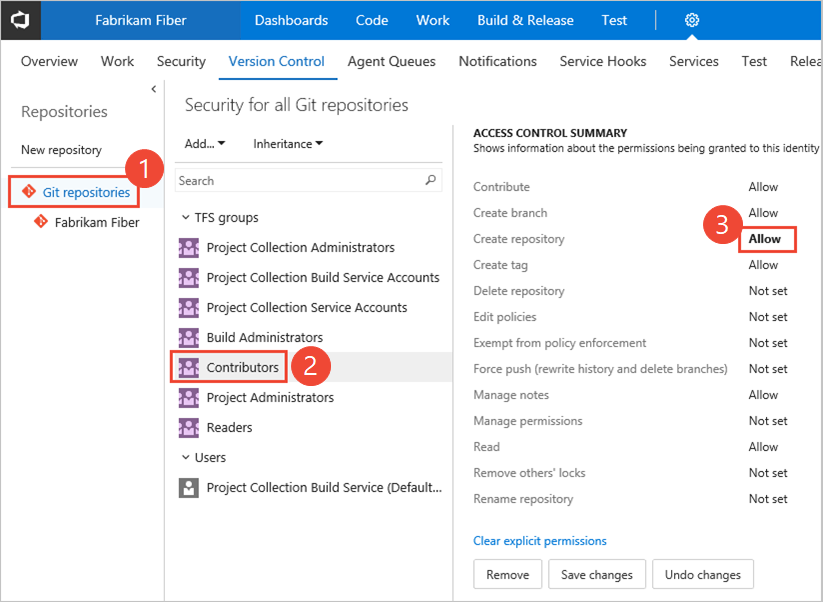 Fabrikam Fiber Dashboards Code Work Build & Release Test
Overview Work Security Version Control Agent Queues Notifications Service Hooks Services Test Relea
Repositories
New repository
1
Git repositories
Fabrikam Fiber
Security for all Git repositories
Add... Inheritance
Search
TFS groups
Project Collection Administrators
Project Collection Build Service Accounts
Project Collection Service Accounts
Build Administrators
Contributors
2
Project Administrators
Readers
Users
Project Collection Build Service (Default...
ACCESS CONTROL SUMMARY
Shows information about the permissions being granted to this identity
Contribute Allow
Create branch Allow
3
Create repository Allow
Create tag Allow
Delete repository Not set
Edit policies Not set
Exempt from policy enforcement Not set
Force push (rewrite history and delete branches) Not set
Manage notes Allow
Manage permissions Not set
Read Allow
Remove others' locks Not set
Rename repository Not set
Clear explicit permissions
Remove Save changes Undo changes